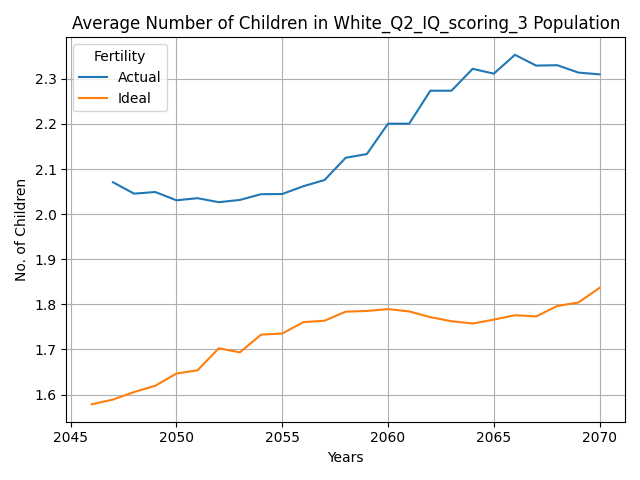 Average Number of Children in White_Q2_IQ_scoring_3 Population
Fertility
Actual
Ideal
No. of Children
2.3
2.2
2.1
2.0
1.9
1.8
1.7
1.6
2045 2050 2055 2060 2065 2070
Years